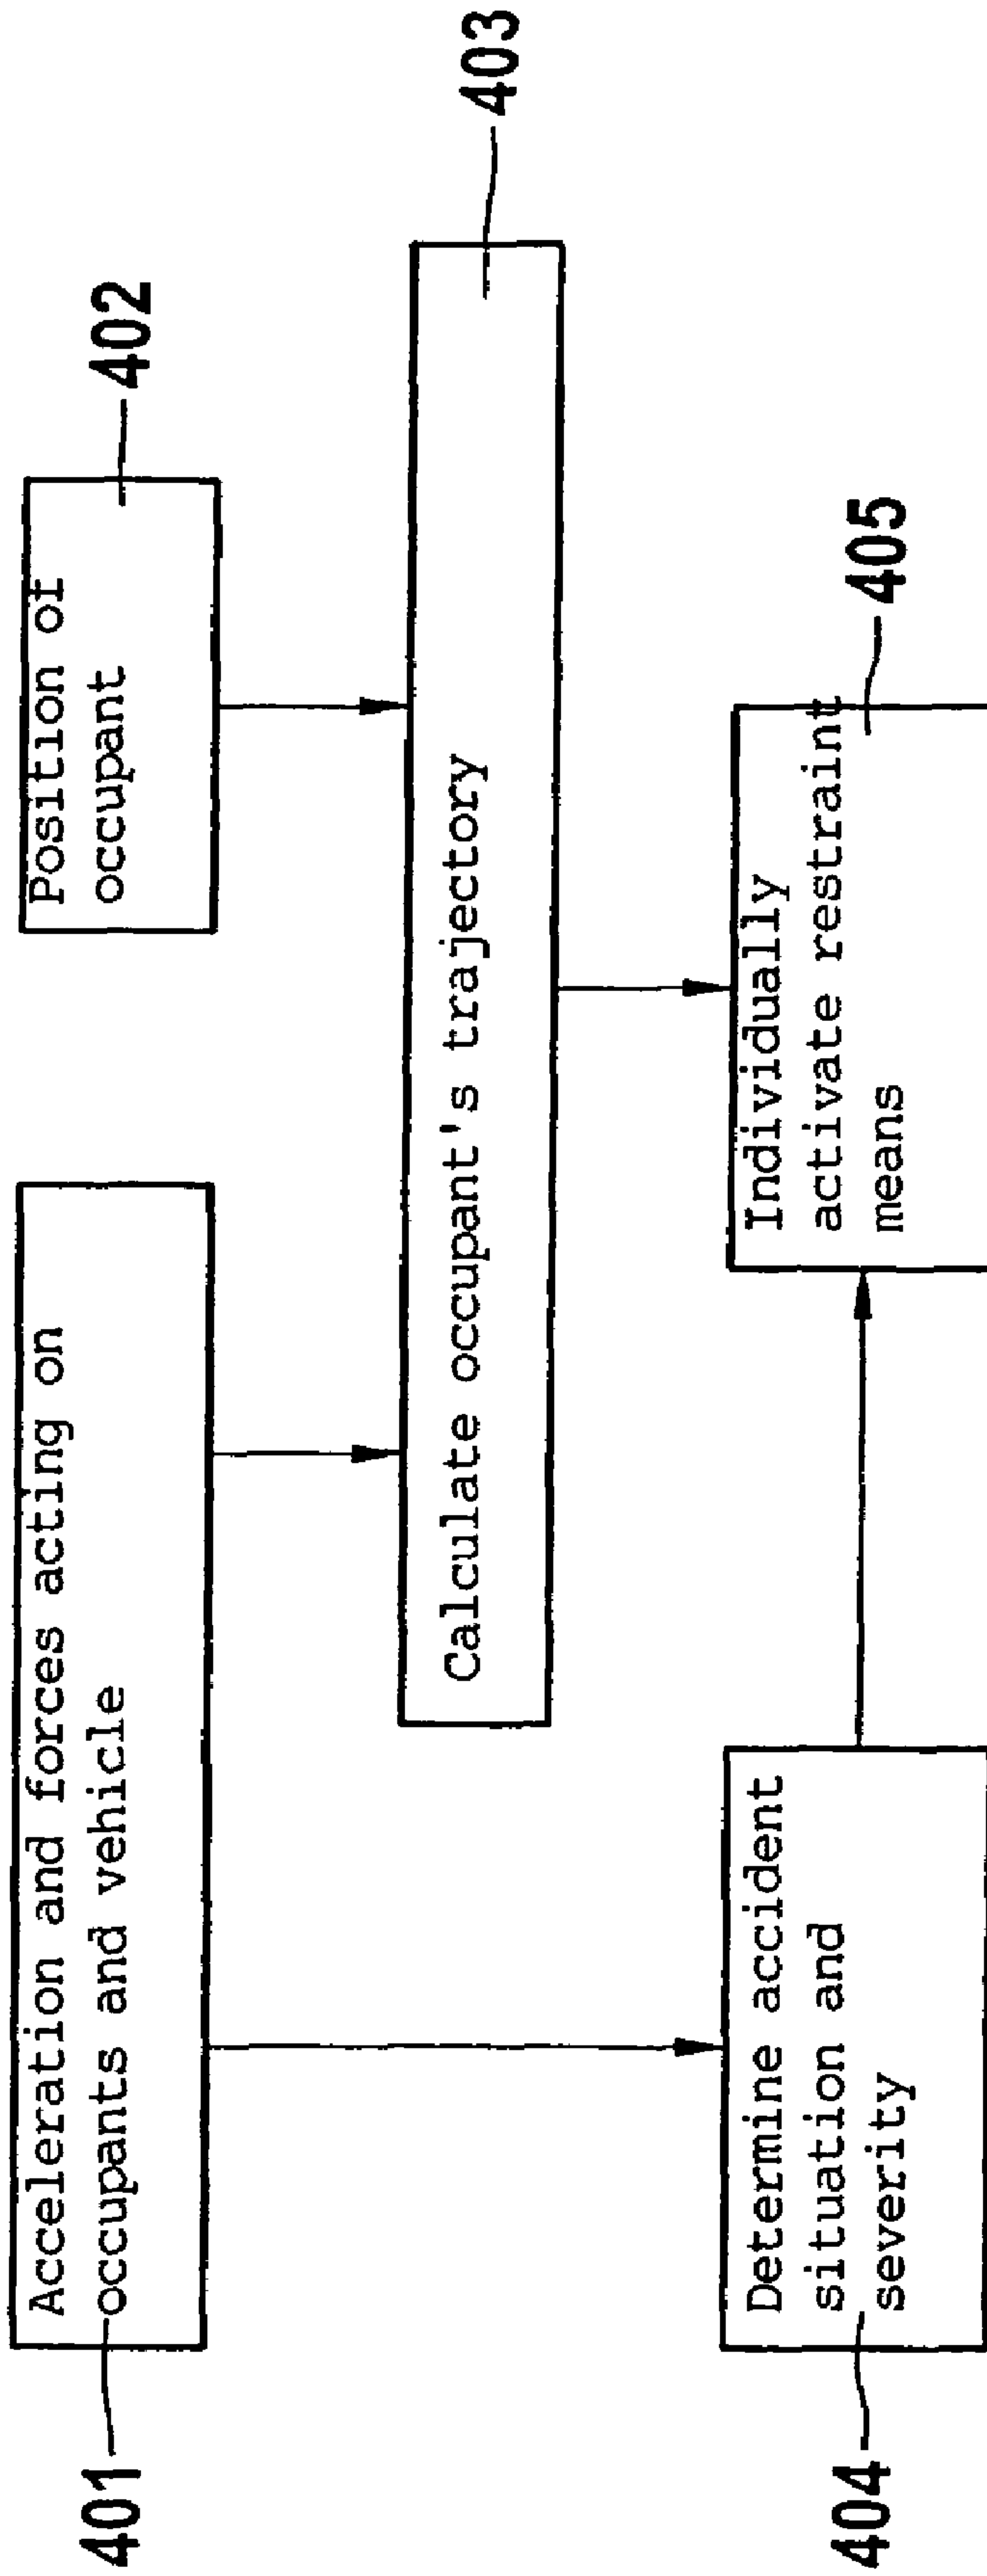 Acceleration and forces acting on
occupants and vehicle
401
Position of
occupant
402
Calculate occupant's trajectory
403
Determine accident
situation and
severity
404
Individually
activate restraint
means
405